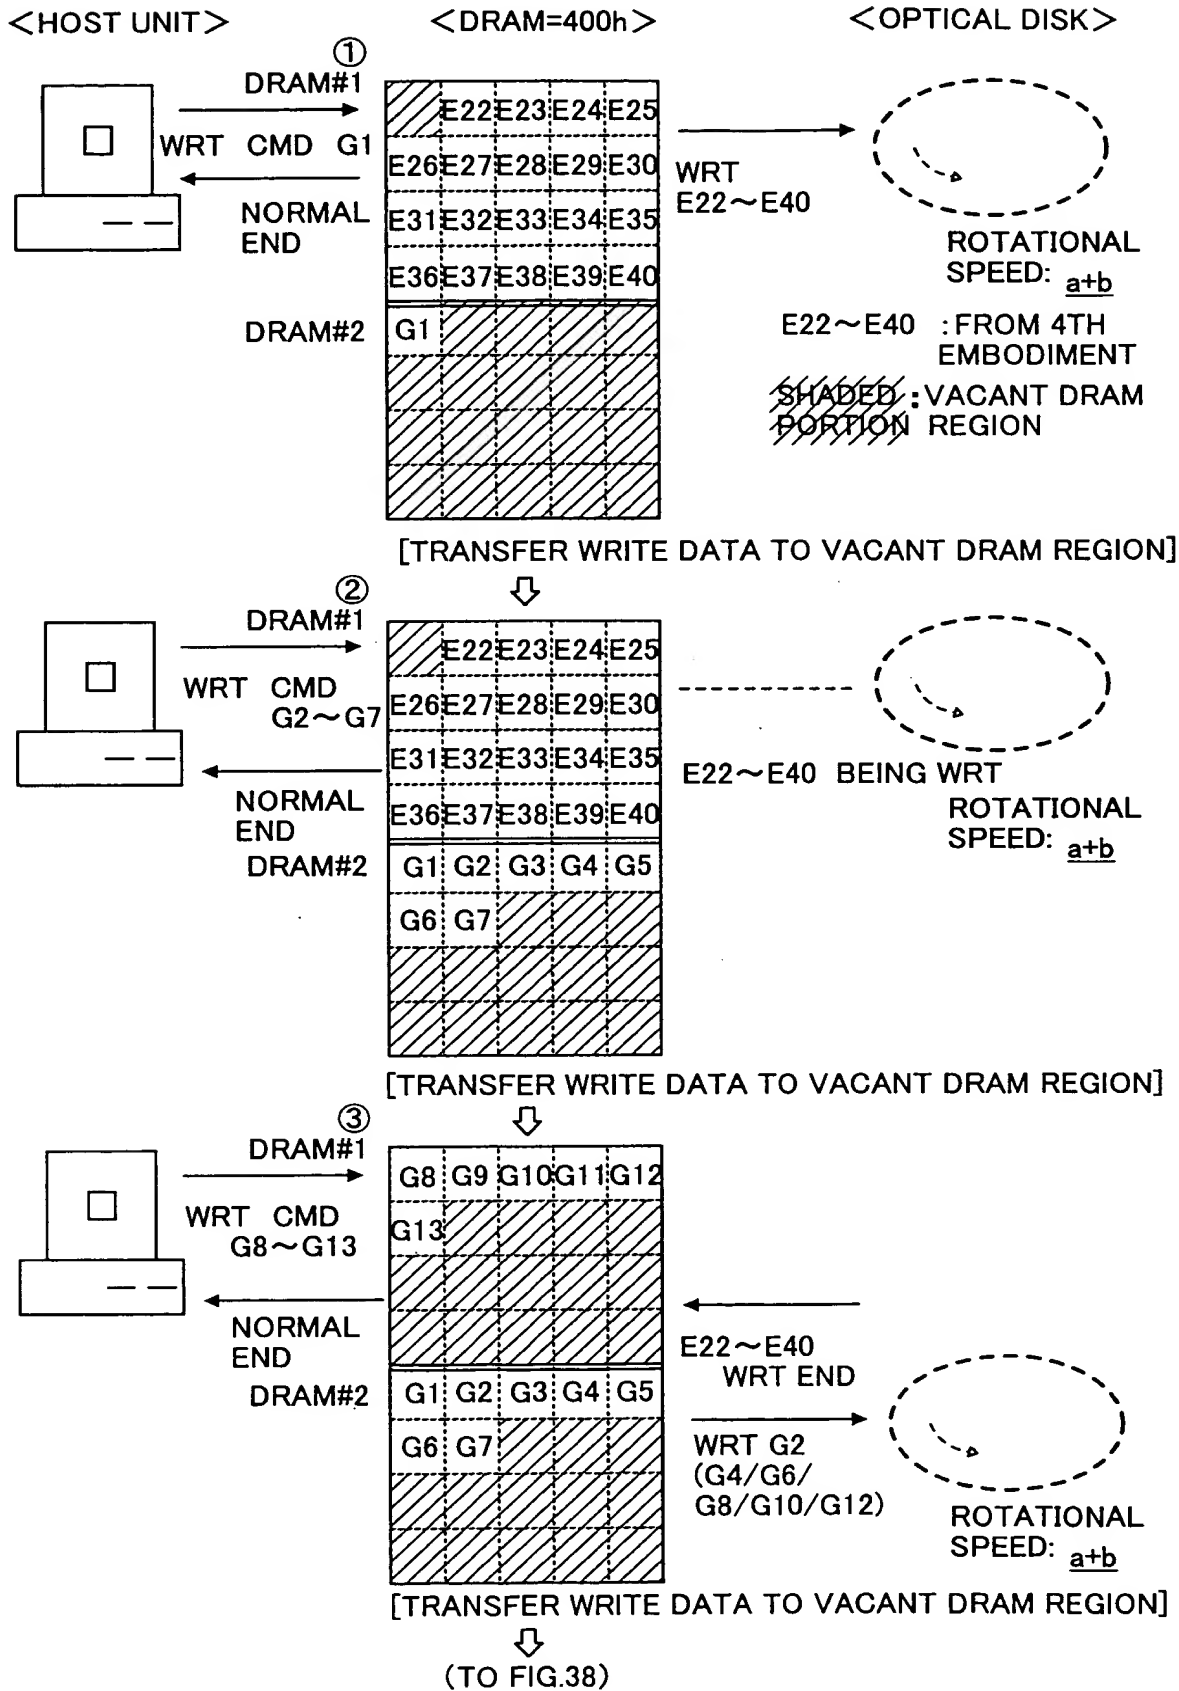 <HOST UNIT>
<DRAM=400h>
<OPTICAL DISK>
①
DRAM#1
WRT CMD G1
NORMAL
END
E22 E23 E24 E25
E26 E27 E28 E29 E30
E31 E32 E33 E34 E35
E36 E37 E38 E39 E40
DRAM#2
G1
WRT
E22～E40
ROTATIONAL
SPEED: a+b
E22～E40 :FROM 4TH
EMBODIMENT
SHADED :VACANT DRAM
PORTION REGION
[TRANSFER WRITE DATA TO VACANT DRAM REGION]
②
DRAM#1
WRT CMD
G2～G7
NORMAL
END
E22 E23 E24 E25
E26 E27 E28 E29 E30
E31 E32 E33 E34 E35
E36 E37 E38 E39 E40
DRAM#2
G1 G2 G3 G4 G5
G6 G7
E22～E40 BEING WRT
ROTATIONAL
SPEED: a+b
[TRANSFER WRITE DATA TO VACANT DRAM REGION]
③
DRAM#1
WRT CMD
G8～G13
NORMAL
END
G8 G9 G10 G11 G12
G13
DRAM#2
G1 G2 G3 G4 G5
G6 G7
E22～E40
WRT END
WRT G2
(G4/G6/
G8/G10/G12)
ROTATIONAL
SPEED: a+b
[TRANSFER WRITE DATA TO VACANT DRAM REGION]
(TO FIG.38)